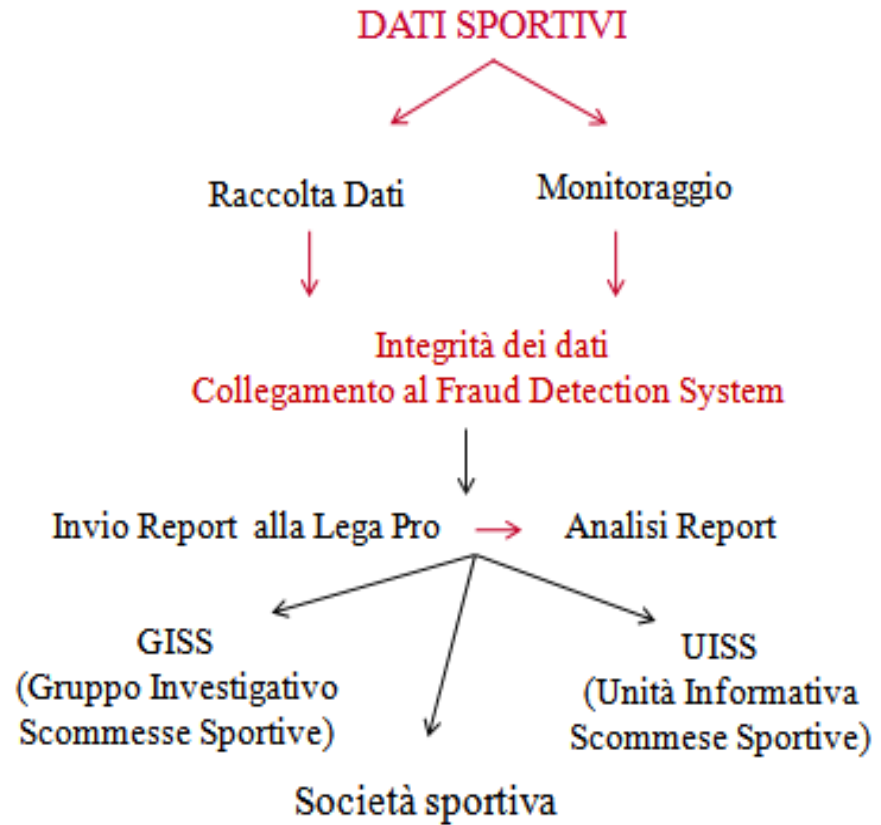 DATI SPORTIVI
Raccolta Dati
Monitoraggio
Integrità dei dati
Collegamento al Fraud Detection System
Invio Report alla Lega Pro
Analisi Report
GISS
(Gruppo Investigativo
Scommesse Sportive)
UISS
(Unità Informativa
Scommese Sportive)
Società sportiva